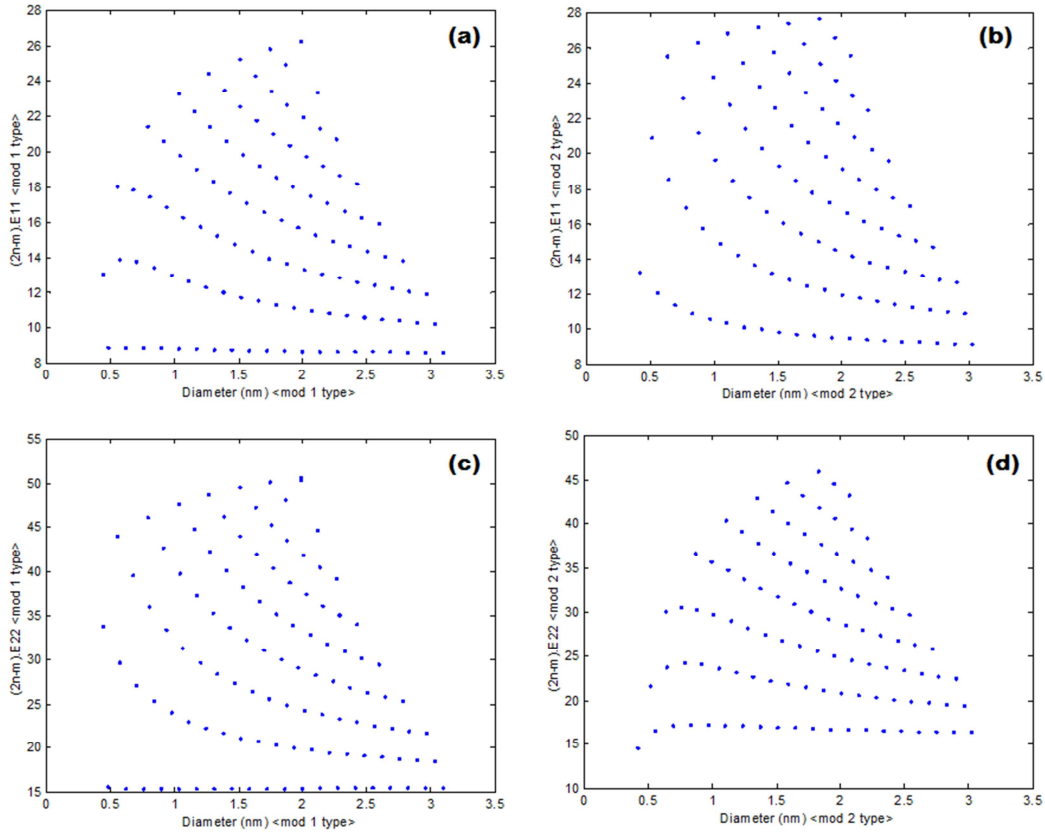 (a)
28
26
24
22
20
18
16
14
12
10
8
(2n-m).E11 <mod 1 type>
0 0.5 1 1.5 2 2.5 3 3.5
Diameter (nm) <mod 1 type>
(b)
28
26
24
22
20
18
16
14
12
10
8
(2n-m).E11 <mod 2 type>
0 0.5 1 1.5 2 2.5 3 3.5
Diameter (nm) <mod 2 type>
(c)
55
50
45
40
35
30
25
20
15
(2n-m).E22 <mod 1 type>
0 0.5 1 1.5 2 2.5 3 3.5
Diameter (nm) <mod 1 type>
(d)
50
45
40
35
30
25
20
15
10
(2n-m).E22 <mod 2 type>
0 0.5 1 1.5 2 2.5 3 3.5
Diameter (nm) <mod 2 type>